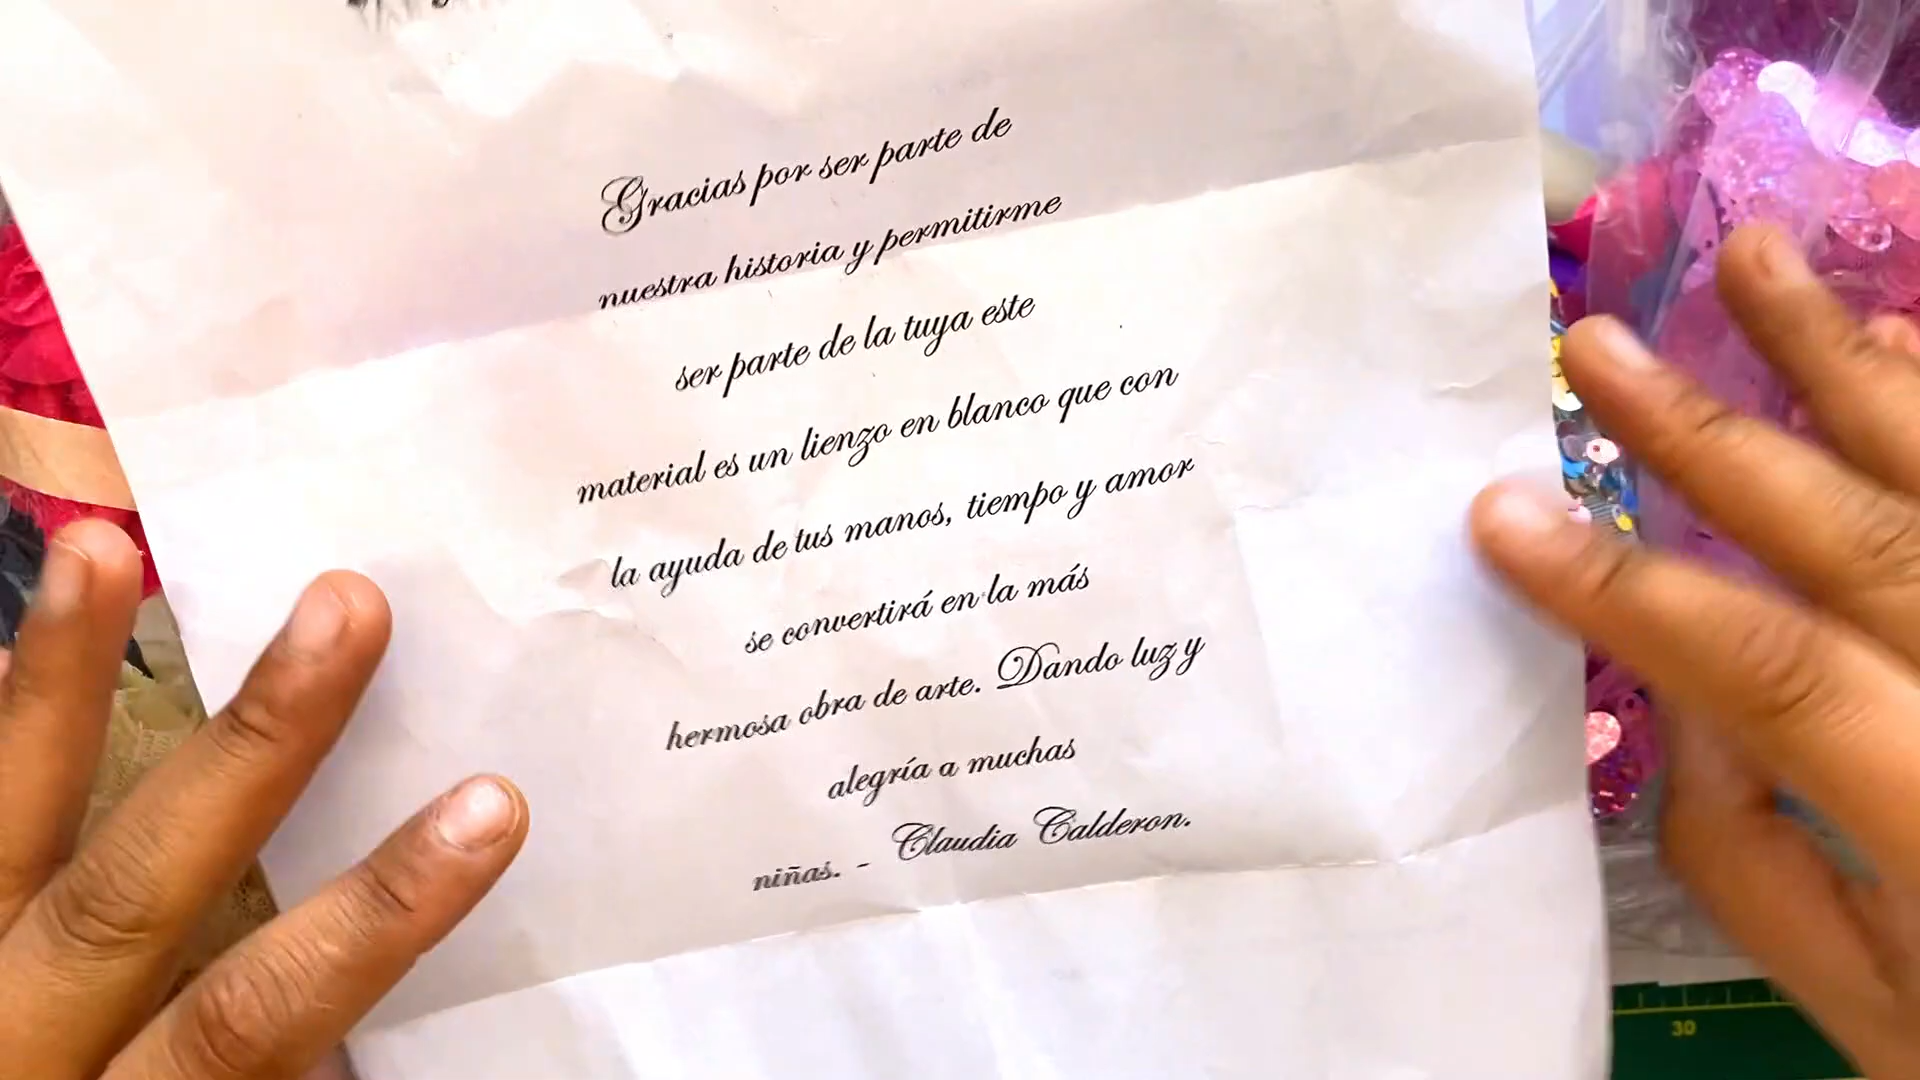 Gracias por ser parte de
nuestra historia y permitirme
ser parte de la tuya este
material es un lienzo en blanco que con
la ayuda de tus manos, tiempo y amor
se convertirá en la más
hermosa obra de arte. Dando luz y
alegría a muchas
niñas. - Claudia Calderon.
30